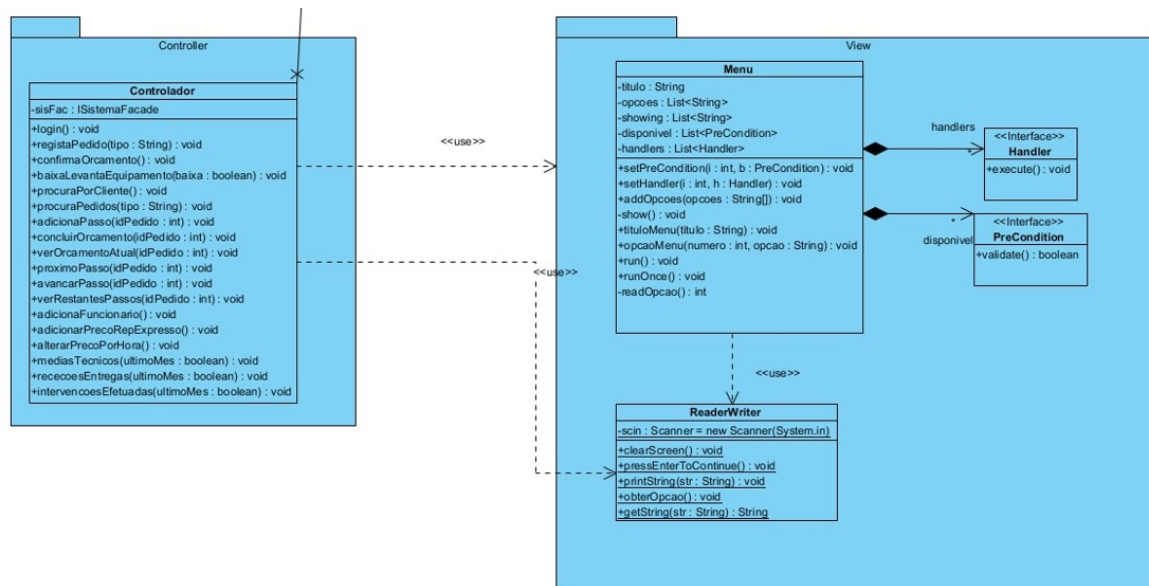 Controller
Controlador
-sisFac : ISistemaFacade
+login() : void
+registaPedido(tipo : String) : void
+confirmaOrcamento() : void
+baixaLevantaEquipamento(baixa : boolean) : void
+procuraPorCliente() : void
+procuraPedidos(tipo : String) : void
+adicionaPasso(idPedido : int) : void
+concluirOrcamento(idPedido : int) : void
+verOrcamentoAtual(idPedido : int) : void
+proximoPasso(idPedido : int) : void
+avancarPasso(idPedido : int) : void
+verRestantesPassos(idPedido : int) : void
+adicionaFuncionario() : void
+adicionarPrecoRepExpresso() : void
+alterarPrecoPorHora() : void
+mediasTecnicos(ultimoMes : boolean) : void
+rececoesEntregas(ultimoMes : boolean) : void
+intervencoesEfetuadas(ultimoMes : boolean) : void
<<use>>
<<use>>
View
Menu
-titulo : String
-opcoes : List<String>
-showing : List<String>
-disponivel : List<PreCondition>
-handlers : List<Handler>
+setPreCondition(i : int, b : PreCondition) : void
+setHandler(i : int, h : Handler) : void
+addOpcoes(opcoes : String[]) : void
-show() : void
+tituloMenu(titulo : String) : void
+opcaoMenu(numero : int, opcao : String) : void
+run() : void
+runOnce() : void
-readOpcao() : int
handlers
*
<<Interface>>
Handler
+execute() : void
*
disponivel
<<Interface>>
PreCondition
+validate() : boolean
<<use>>
ReaderWriter
-scin : Scanner = new Scanner(System.in)
+clearScreen() : void
+pressEnterToContinue() : void
+printString(str : String) : void
+obterOpcao() : void
+getString(str : String) : String